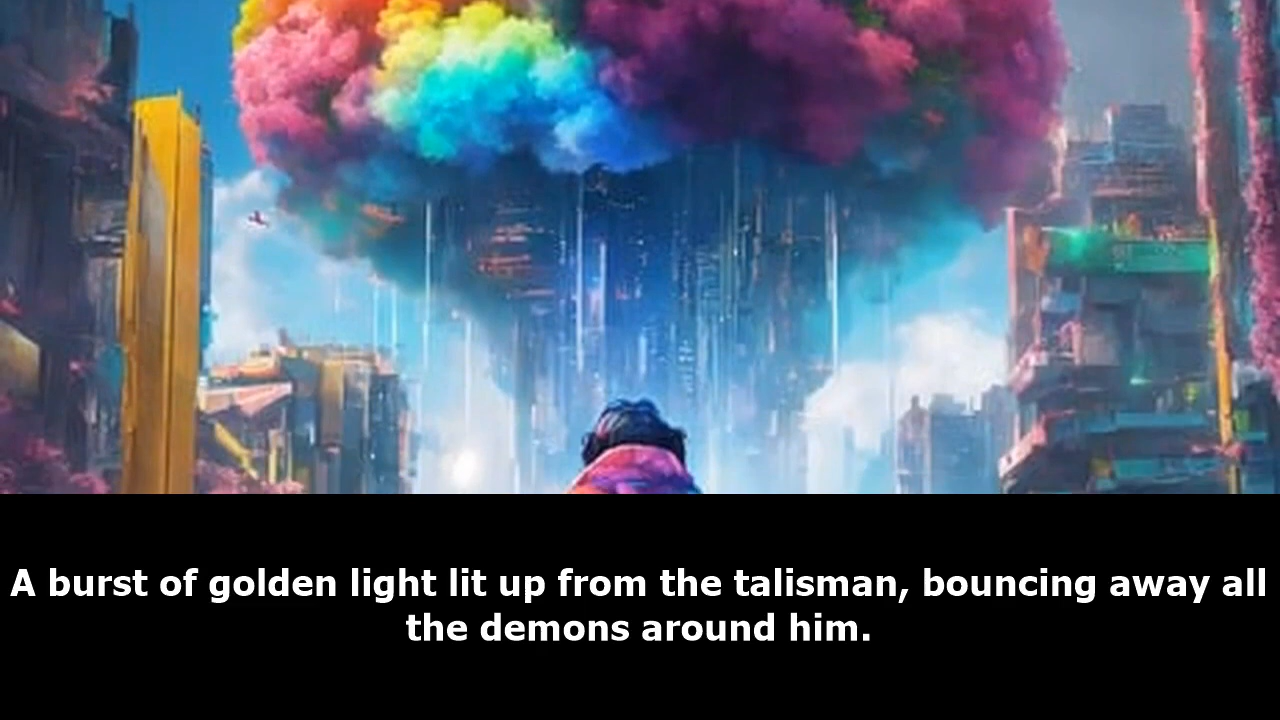 A burst of golden light lit up from the talisman, bouncing away all
the demons around him.